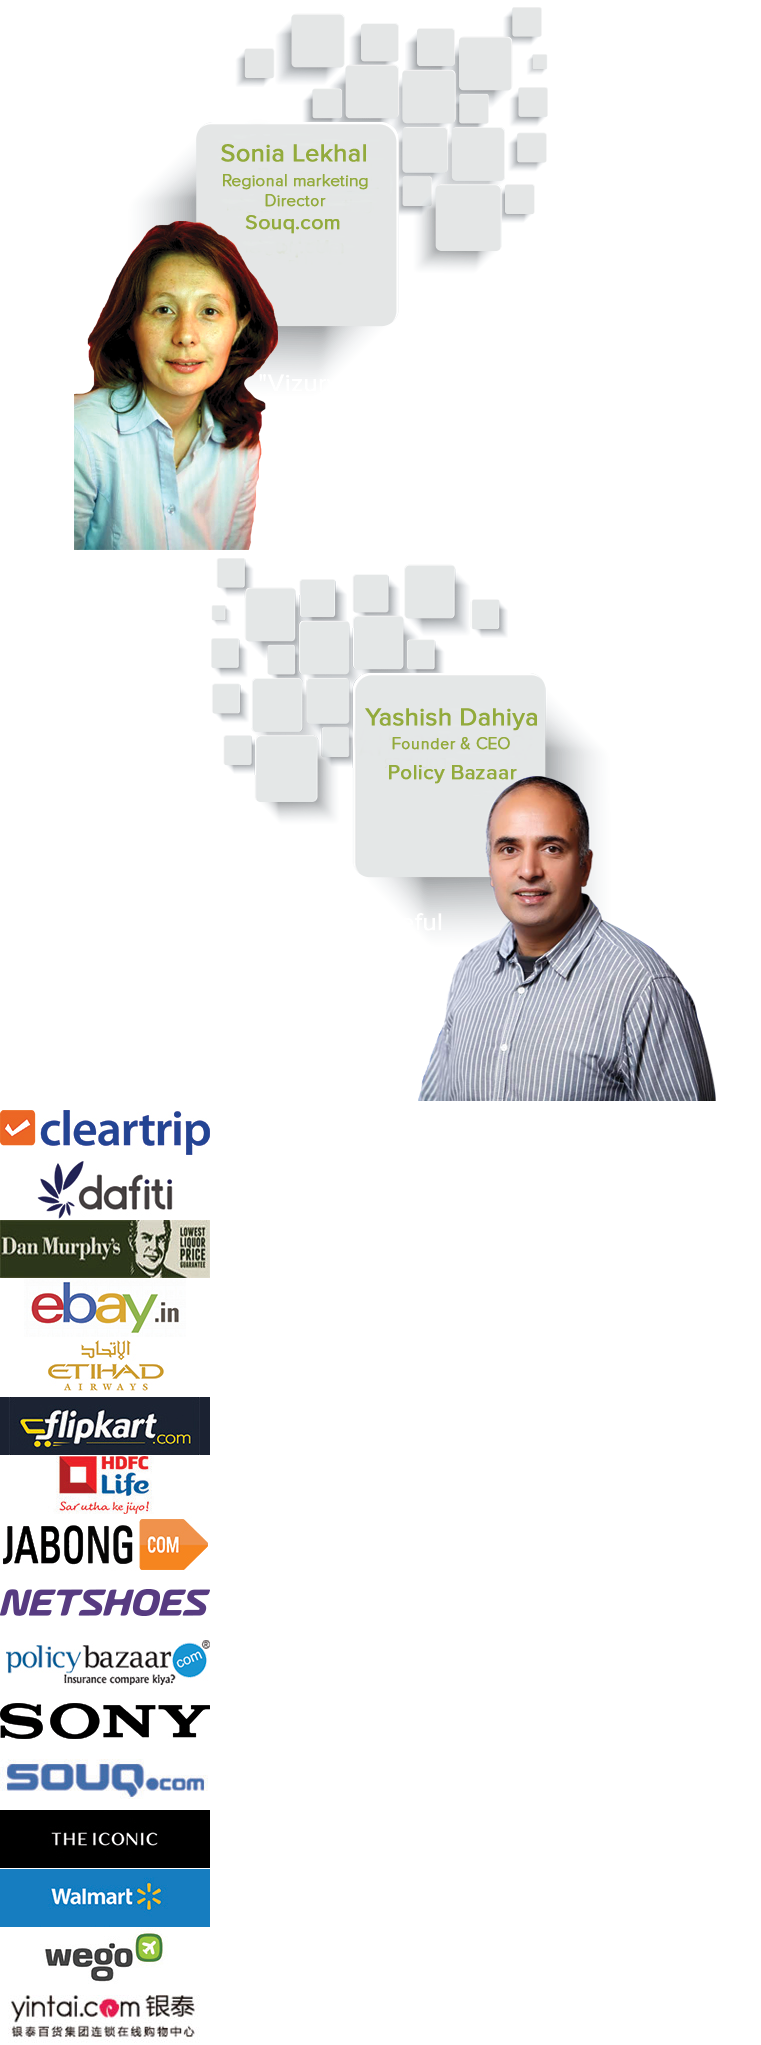 Sonia Lekhal
Regional marketing
Director
Souq.com
Yashish Dahiya
Founder & CEO
Policy Bazaar
cleartrip
dafiti
Dan Murphy's
LOWEST
LIQUOR
PRICE
GUARANTEE
ebay.in
الإتحاد
ETIHAD
AIRWAYS
flipkart.com
HDFC
Life
Sar utha ke jiyo!
JABONG COM
NETSHOES
policybazaar.com®
Insurance compare kiya?
SONY
souq.com
THE ICONIC
Walmart
wego
yintai.com 银泰
银泰百货集团连锁在线购物中心